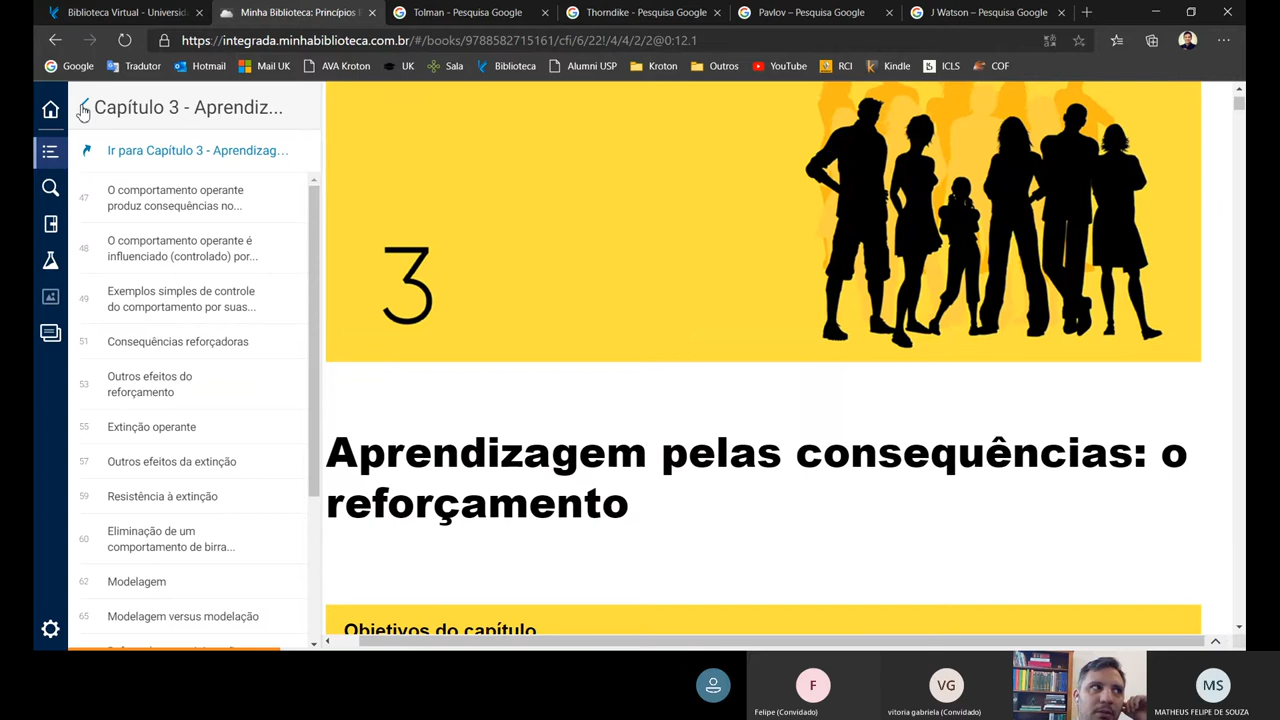 Biblioteca Virtual - Universid
Minha Biblioteca: Princípios E
Tolman - Pesquisa Google
Thorndike - Pesquisa Google
Pavlov – Pesquisa Google
J Watson – Pesquisa Google
https://integrada.minhabiblioteca.com.br/#/books/9788582715161/cfi/6/22!/4/4/2/2@0:12.1
Google
Tradutor
Hotmail
Mail UK
AVA Kroton
UK
Sala
Biblioteca
Alumni USP
Kroton
Outros
YouTube
RCI
Kindle
ICLS
COF
Capítulo 3 - Aprendiz...
Ir para Capítulo 3 - Aprendizag...
47 O comportamento operante
produz consequências no...
48 O comportamento operante é
influenciado (controlado) por...
49 Exemplos simples de controle
do comportamento por suas...
51 Consequências reforçadoras
53 Outros efeitos do
reforçamento
55 Extinção operante
57 Outros efeitos da extinção
59 Resistência à extinção
60 Eliminação de um
comportamento de birra...
62 Modelagem
65 Modelagem versus modelação
3
Aprendizagem pelas consequências: o
reforçamento
Objetivos do capítulo
F
Felipe (Convidado)
VG
vitoria gabriela (Convidado)
MS
MATHEUS FELIPE DE SOUZA